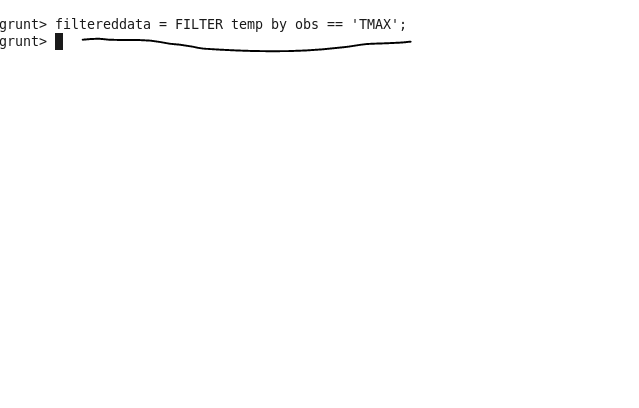 grunt> filtereddata = FILTER temp by obs == 'TMAX';
grunt>